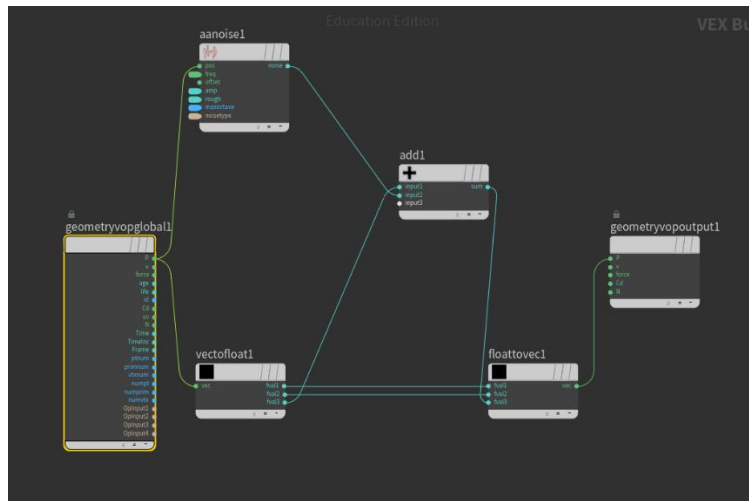 Education Edition
VEX Bu
aanoise1
pos
noise
freq
offset
amp
rough
maxoctave
noisetype
add1
input1
sum
input2
input3
geometryvopglobal1
P
v
force
age
life
id
Cd
uv
N
Time
TimeInc
Frame
ptnum
primnum
vtxnum
numpt
numprim
numvtx
OpInput1
OpInput2
OpInput3
OpInput4
vectofloat1
vec
fval1
fval2
fval3
floattovec1
fval1
vec
fval2
fval3
geometryvopoutput1
P
v
force
Cd
N